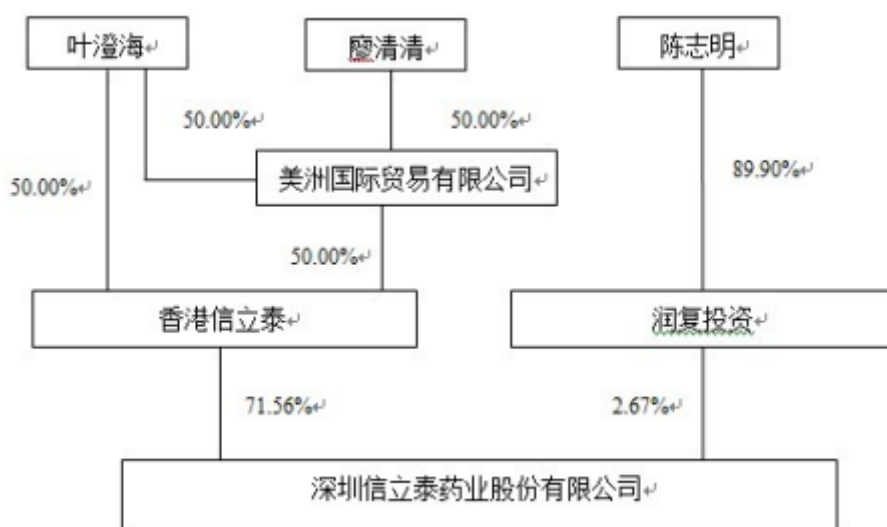 叶澄海
廖清清
陈志明
50.00%
50.00%
美洲国际贸易有限公司
89.90%
50.00%
50.00%
香港信立泰
润复投资
71.56%
2.67%
深圳信立泰药业股份有限公司